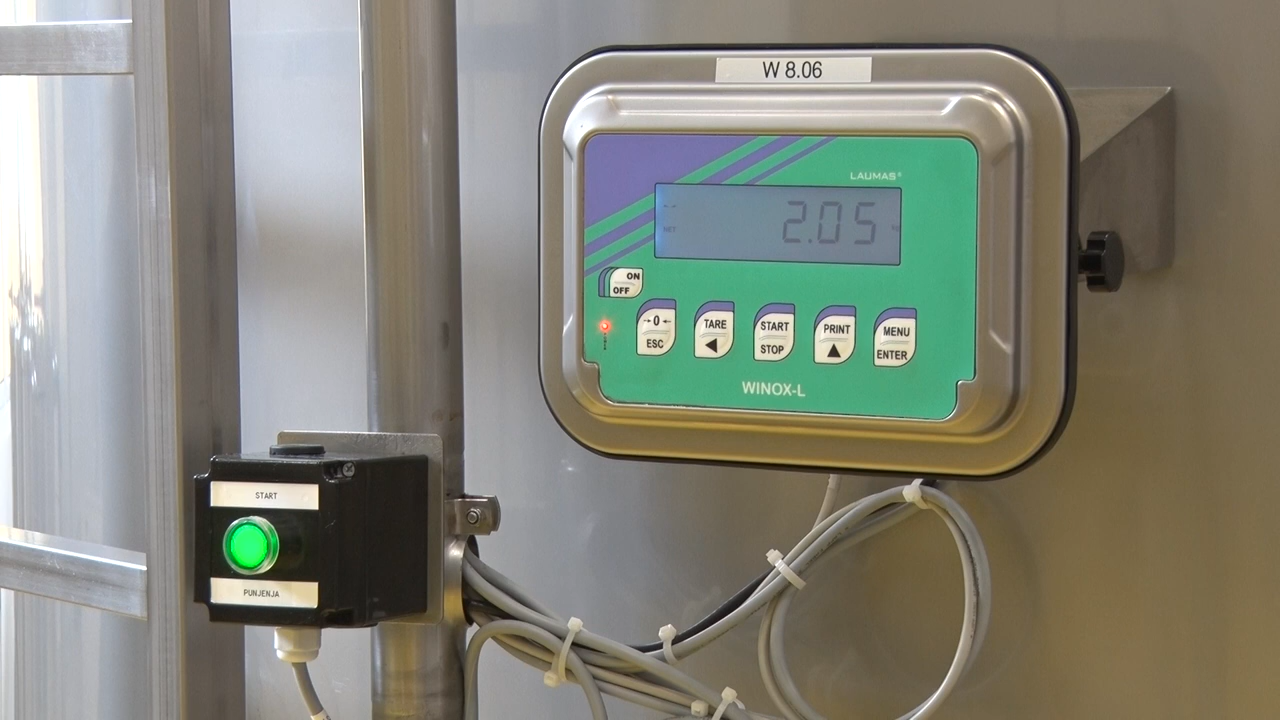 W 8.06
LAUMAS®
2.05
NET
ON
OFF
→0←
ESC
TARE
START
STOP
PRINT
MENU
ENTER
WINOX-L
START
PUNJENJA